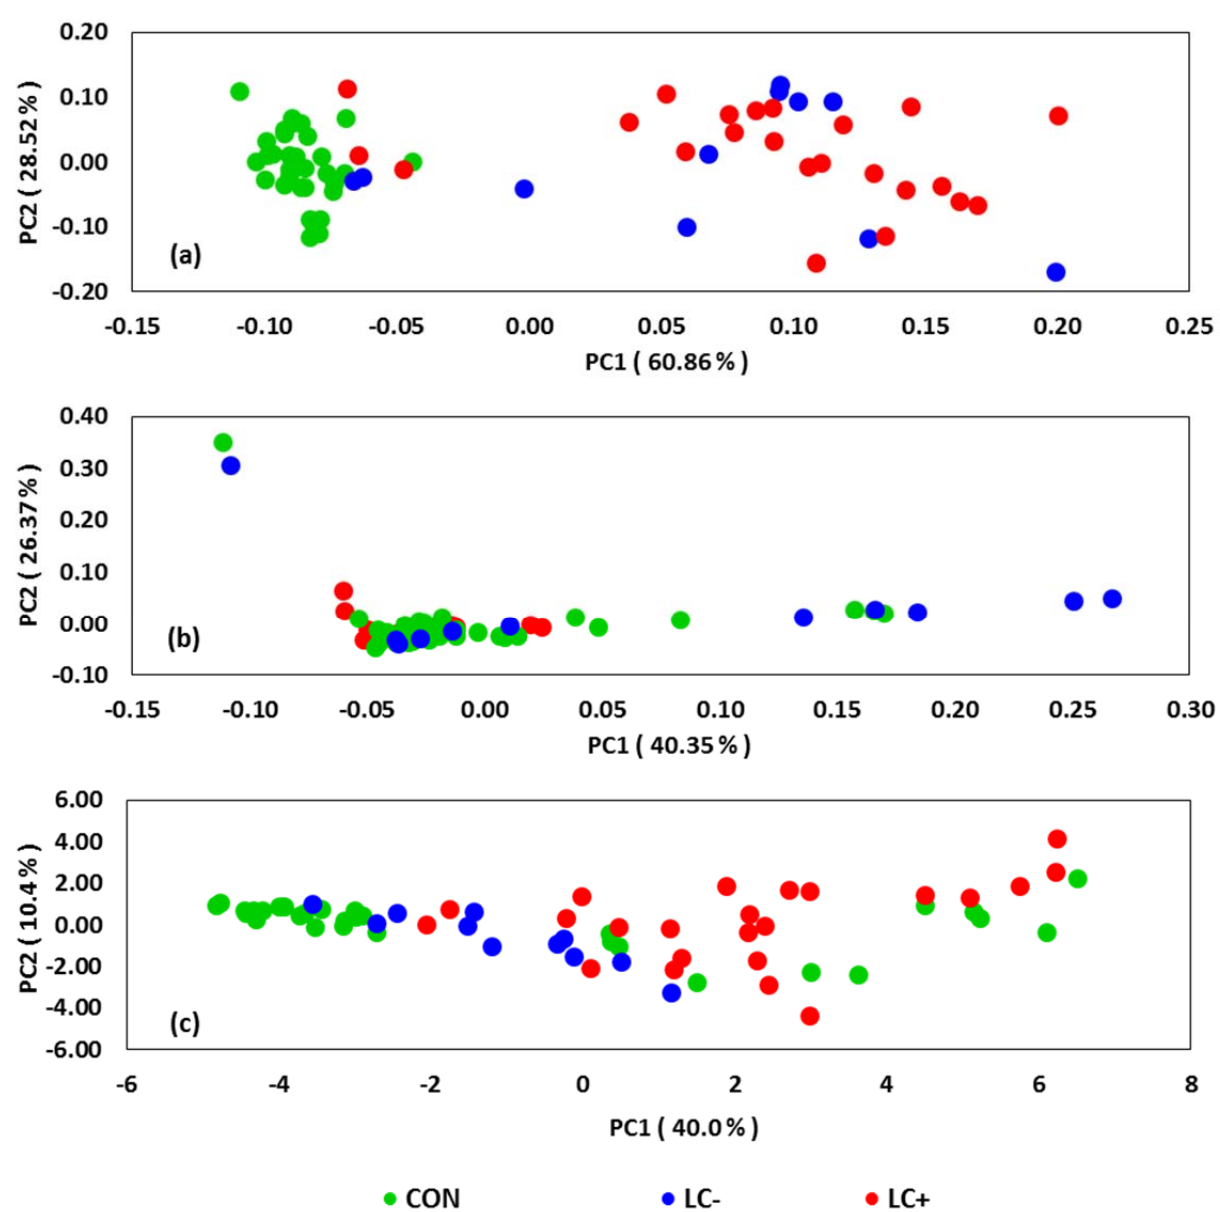 0.20
0.10
0.00
-0.10
-0.20
PC2 ( 28.52 % )
(a)
-0.15 -0.10 -0.05 0.00 0.05 0.10 0.15 0.20 0.25
PC1 ( 60.86 % )
0.40
0.30
0.20
0.10
0.00
-0.10
PC2 ( 26.37 % )
(b)
-0.15 -0.10 -0.05 0.00 0.05 0.10 0.15 0.20 0.25 0.30
PC1 ( 40.35 % )
6.00
4.00
2.00
0.00
-2.00
-4.00
-6.00
PC2 ( 10.4 % )
(c)
-6 -4 -2 0 2 4 6 8
PC1 ( 40.0 % )
CON LC- LC+